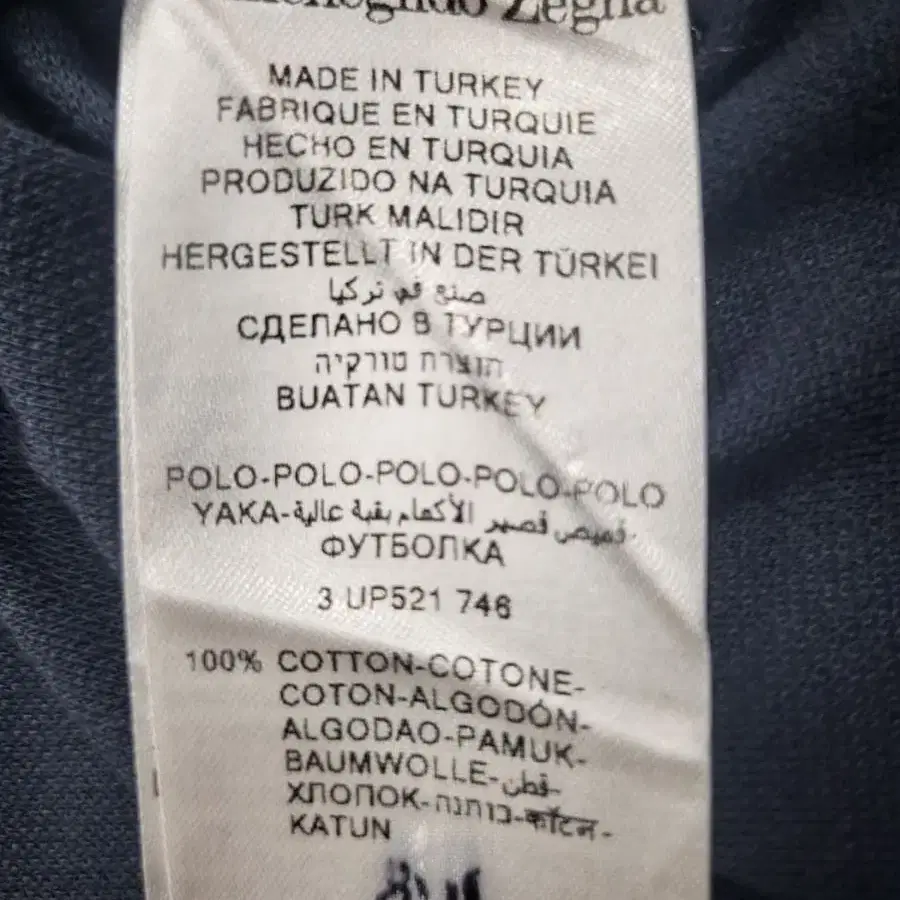 Zegna
MADE IN TURKEY
FABRIQUE EN TURQUIE
HECHO EN TURQUIA
PRODUZIDO NA TURQUIA
TURK MALIDIR
HERGESTELLT IN DER TÜRKEI
صنع في تركيا
СДЕЛАНО В ТУРЦИИ
תוצרת טורקיה
BUATAN TURKEY
POLO-POLO-POLO-POLO-POLO
YAKA-قميص قصير الأكمام بقبة عالية-
ФУТБОЛКА
3 UP521 746
100% COTTON-COTONE-
COTON-ALGODÓN-
ALGODAO-PAMUK-
BAUMWOLLE-قطن-
ХЛОПОК-כותנה-कॉटन-
KATUN